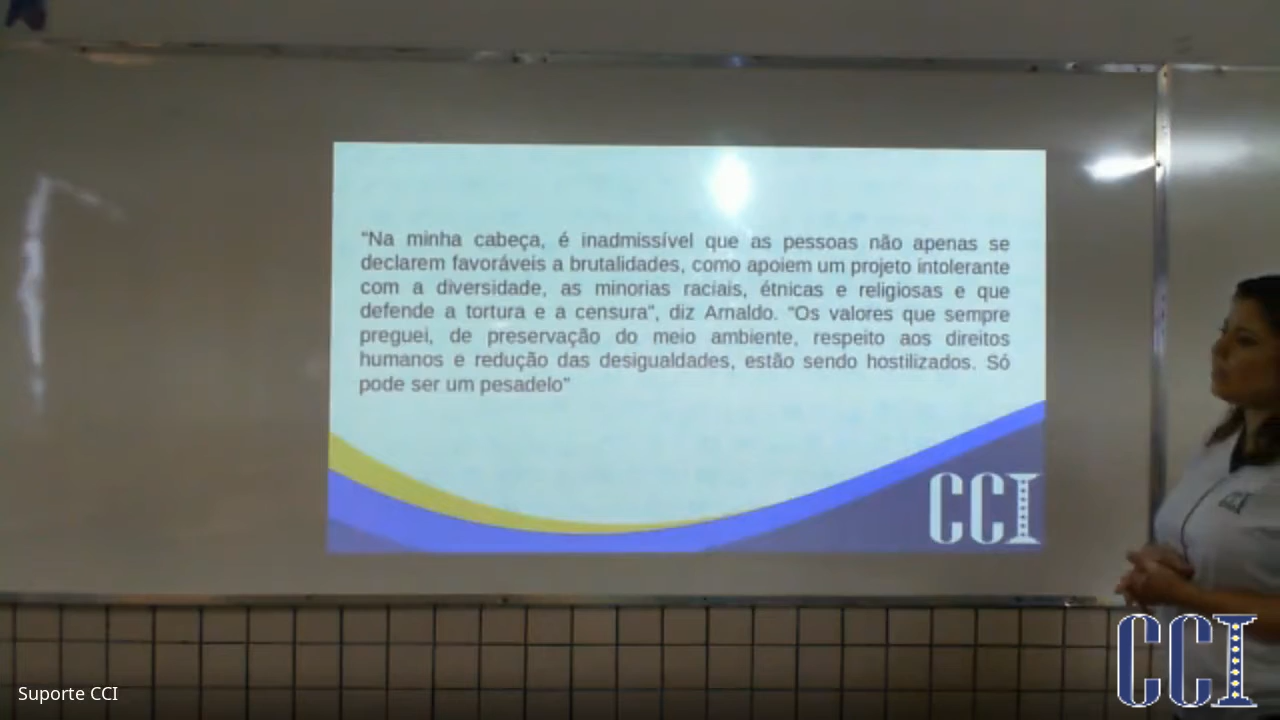 "Na minha cabeça, é inadmissível que as pessoas não apenas se
declarem favoráveis a brutalidades, como apoiem um projeto intolerante
com a diversidade, as minorias raciais, étnicas e religiosas e que
defende a tortura e a censura", diz Arnaldo. "Os valores que sempre
preguei, de preservação do meio ambiente, respeito aos direitos
humanos e redução das desigualdades, estão sendo hostilizados. Só
pode ser um pesadelo"
CCI
CCI
Suporte CCI
CCI